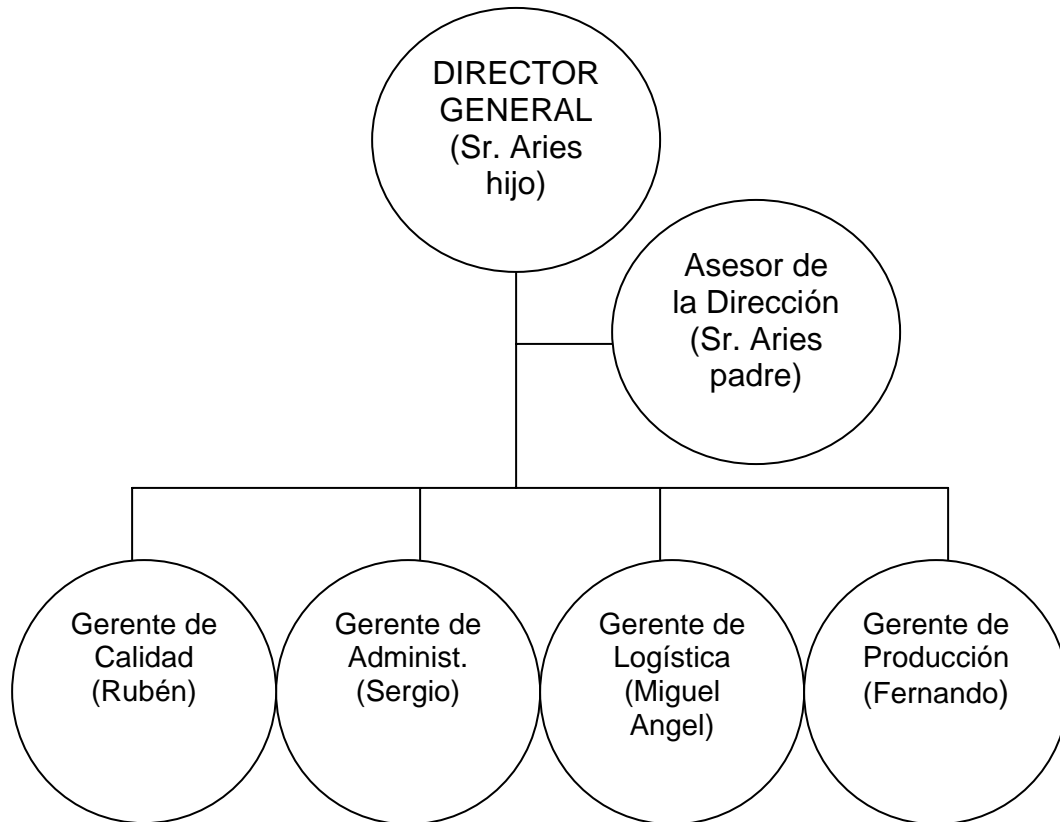 DIRECTOR
GENERAL
(Sr. Aries
hijo)
Asesor de
la Dirección
(Sr. Aries
padre)
Gerente de
Calidad
(Rubén)
Gerente de
Administ.
(Sergio)
Gerente de
Logística
(Miguel
Angel)
Gerente de
Producción
(Fernando)